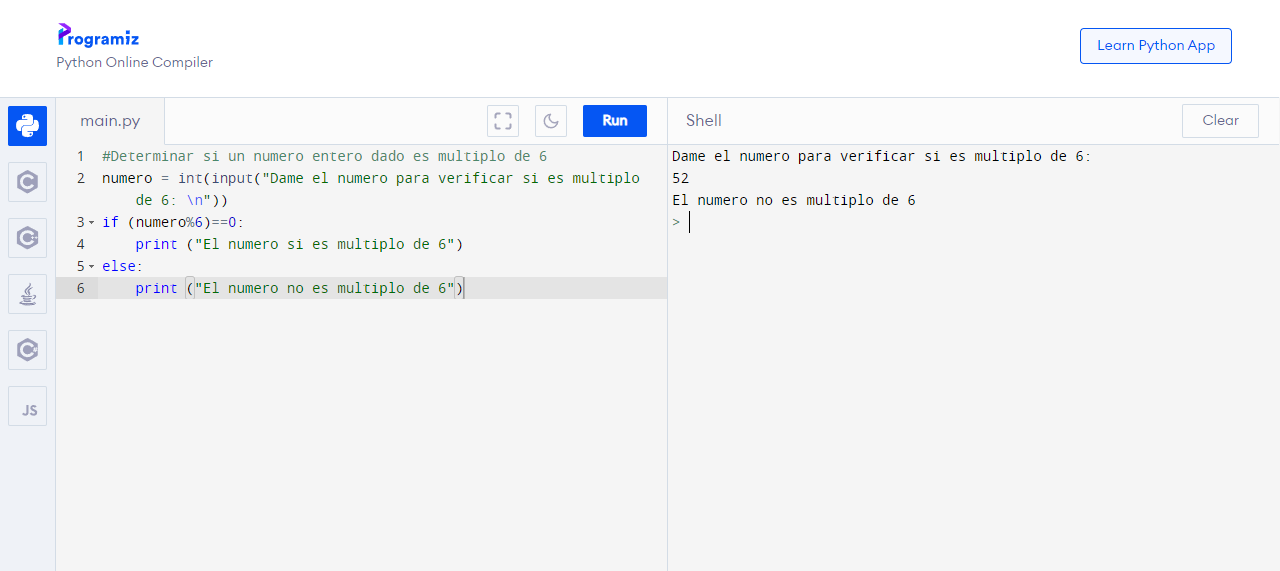 Programiz
Python Online Compiler
Learn Python App
main.py
Run
Shell
Clear
1 #Determinar si un numero entero dado es multiplo de 6
2 numero = int(input("Dame el numero para verificar si es multiplo
de 6: \n"))
3 if (numero%6)==0:
4 print ("El numero si es multiplo de 6")
5 else:
6 print ("El numero no es multiplo de 6")
Dame el numero para verificar si es multiplo de 6:
52
El numero no es multiplo de 6
>
C
C++
C#
JS